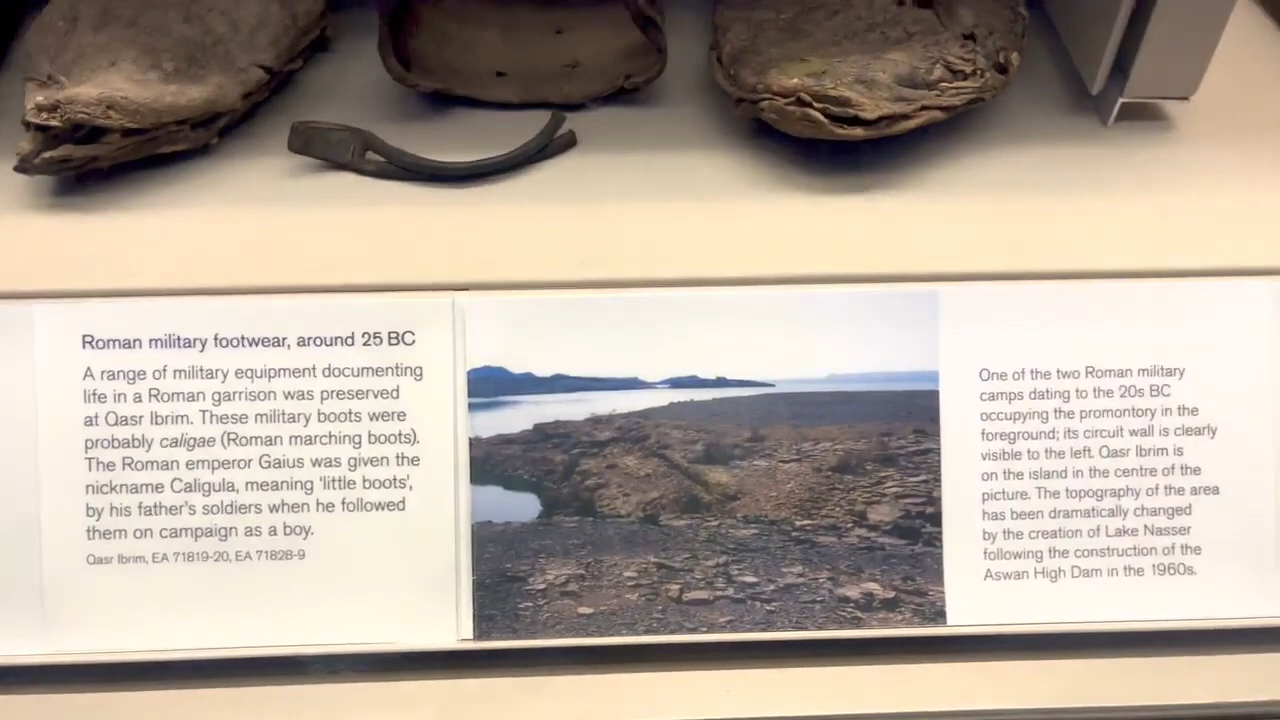 Roman military footwear, around 25 BC
A range of military equipment documenting
life in a Roman garrison was preserved
at Qasr Ibrim. These military boots were
probably caligae (Roman marching boots).
The Roman emperor Gaius was given the
nickname Caligula, meaning 'little boots',
by his father's soldiers when he followed
them on campaign as a boy.
Qasr Ibrim, EA 71819-20, EA 71828-9
One of the two Roman military
camps dating to the 20s BC
occupying the promontory in the
foreground; its circuit wall is clearly
visible to the left. Qasr Ibrim is
on the island in the centre of the
picture. The topography of the area
has been dramatically changed
by the creation of Lake Nasser
following the construction of the
Aswan High Dam in the 1960s.